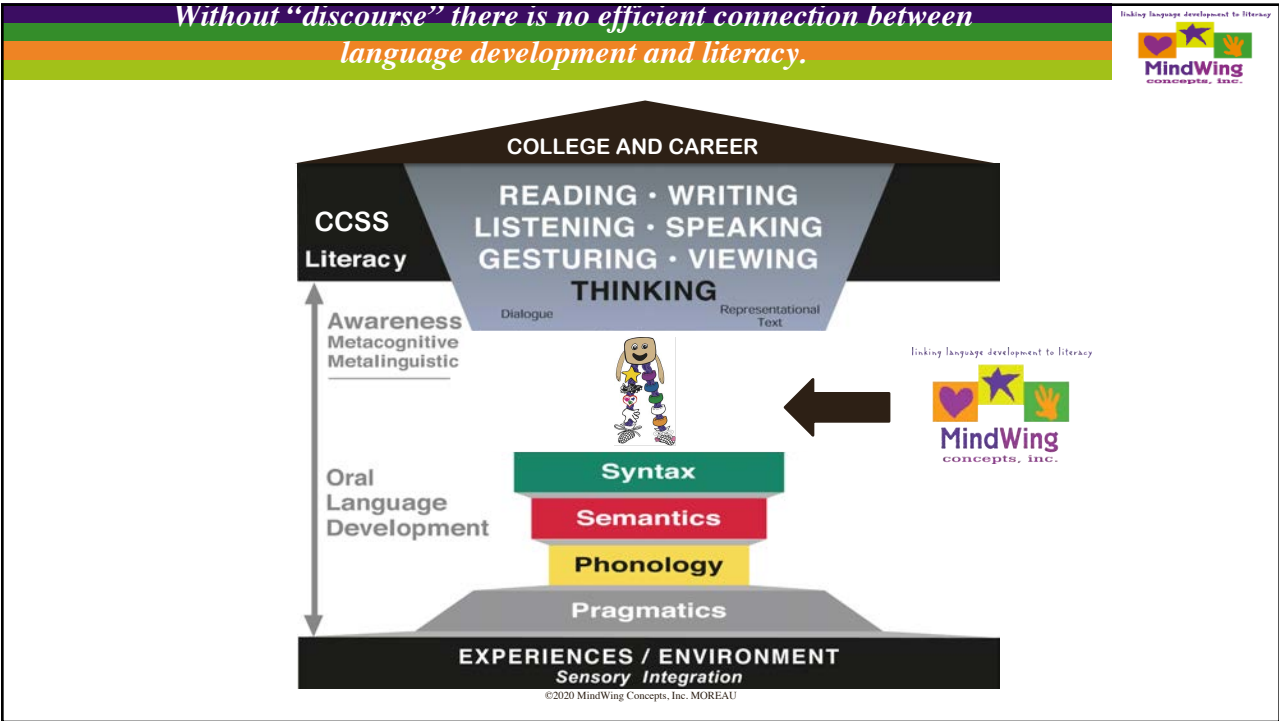 Without “discourse” there is no efficient connection between
language development and literacy.
linking language development to literacy
MindWing
concepts, inc.
COLLEGE AND CAREER
CCSS
Literacy
READING · WRITING
LISTENING · SPEAKING
GESTURING · VIEWING
THINKING
Dialogue
Representational
Text
Awareness
Metacognitive
Metalinguistic
linking language development to literacy
MindWing
concepts, inc.
Oral
Language
Development
Syntax
Semantics
Phonology
Pragmatics
EXPERIENCES / ENVIRONMENT
Sensory Integration
©2020 MindWing Concepts, Inc. MOREAU